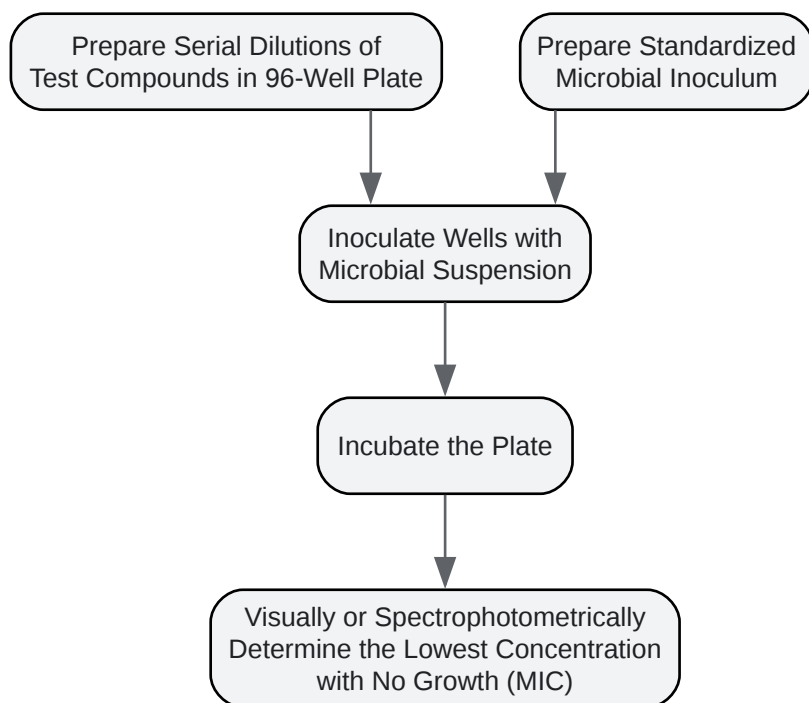 Prepare Serial Dilutions of
Test Compounds in 96-Well Plate
Prepare Standardized
Microbial Inoculum
Inoculate Wells with
Microbial Suspension
Incubate the Plate
Visually or Spectrophotometrically
Determine the Lowest Concentration
with No Growth (MIC)